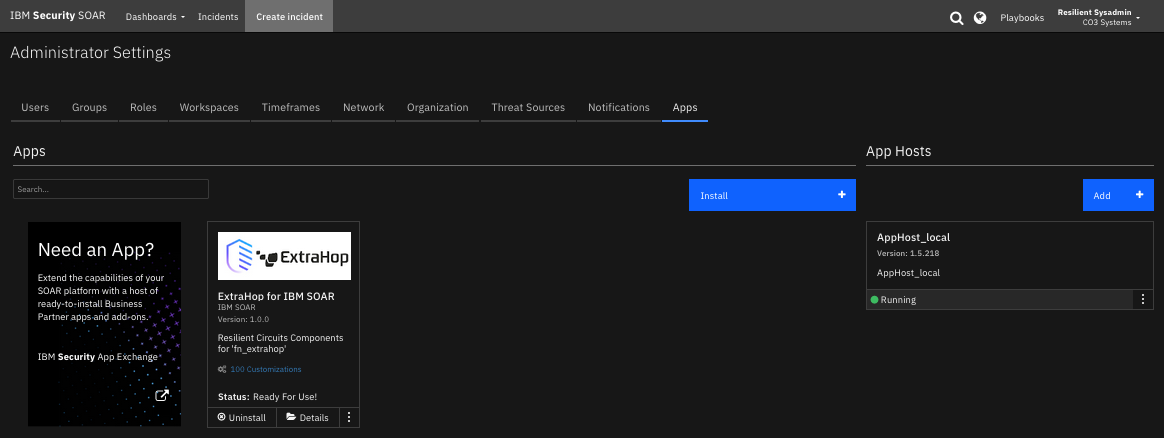 IBM Security SOAR Dashboards Incidents Create incident Playbooks Resilient Sysadmin
CO3 Systems
Administrator Settings
Users Groups Roles Workspaces Timeframes Network Organization Threat Sources Notifications Apps
Apps
App Hosts
Search...
Install +
Add +
Need an App?
Extend the capabilities of your
SOAR platform with a host of
ready-to-install Business
Partner apps and add-ons.
IBM Security App Exchange
ExtraHop
ExtraHop for IBM SOAR
IBM SOAR
Version: 1.0.0
Resilient Circuits Components
for 'fn_extrahop'
100 Customizations
Status: Ready For Use!
Uninstall Details
AppHost_local
Version: 1.5.218
AppHost_local
Running